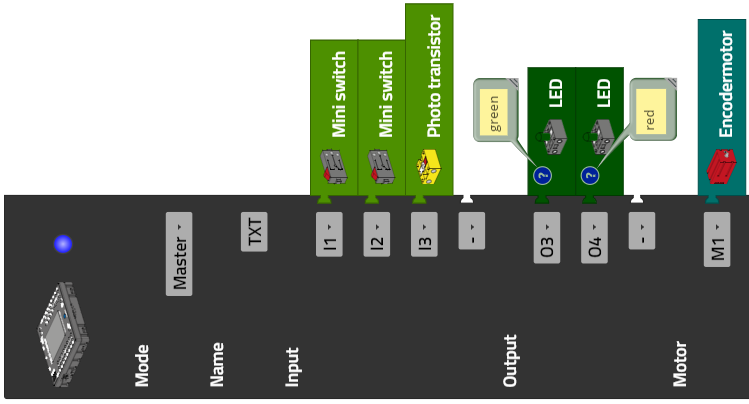 Mode
Master
Name
TXT
Input
I1 Mini switch
I2 Mini switch
I3 Photo transistor
-
Output
green
O3 ? LED
O4 ? LED
red
-
Motor
M1 Encodermotor